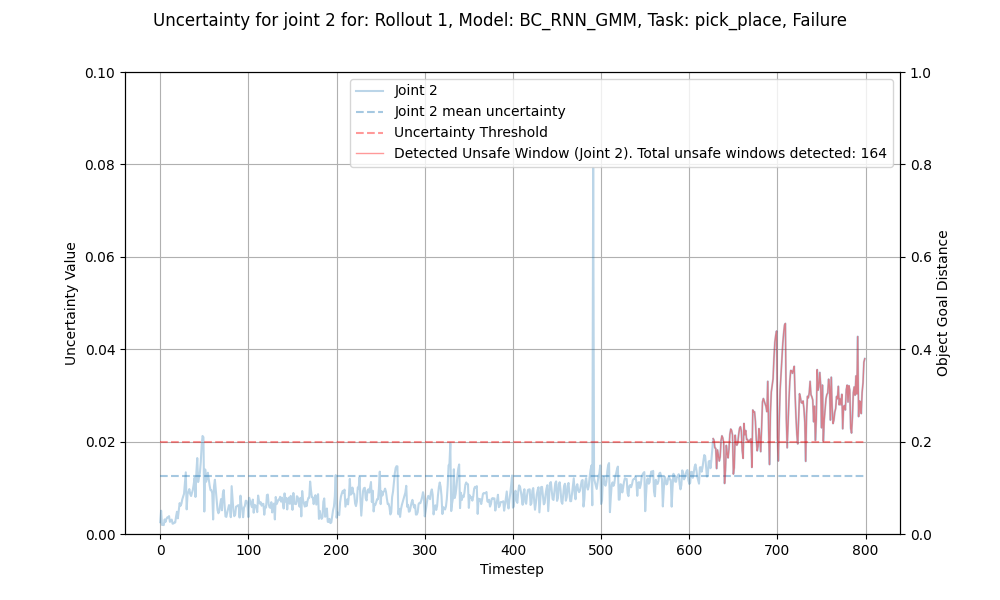 Uncertainty for joint 2 for: Rollout 1, Model: BC_RNN_GMM, Task: pick_place, Failure
Joint 2
Joint 2 mean uncertainty
Uncertainty Threshold
Detected Unsafe Window (Joint 2). Total unsafe windows detected: 164
Uncertainty Value
0.10
0.08
0.06
0.04
0.02
0.00
1.0
0.8
0.6
0.4
0.2
0.0
Object Goal Distance
0 100 200 300 400 500 600 700 800
Timestep